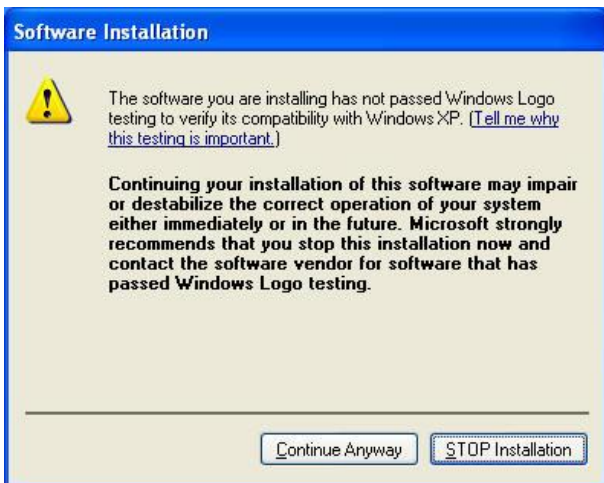 Software Installation
The software you are installing has not passed Windows Logo
testing to verify its compatibility with Windows XP. (Tell me why
this testing is important.)
Continuing your installation of this software may impair
or destabilize the correct operation of your system
either immediately or in the future. Microsoft strongly
recommends that you stop this installation now and
contact the software vendor for software that has
passed Windows Logo testing.
Continue Anyway
STOP Installation